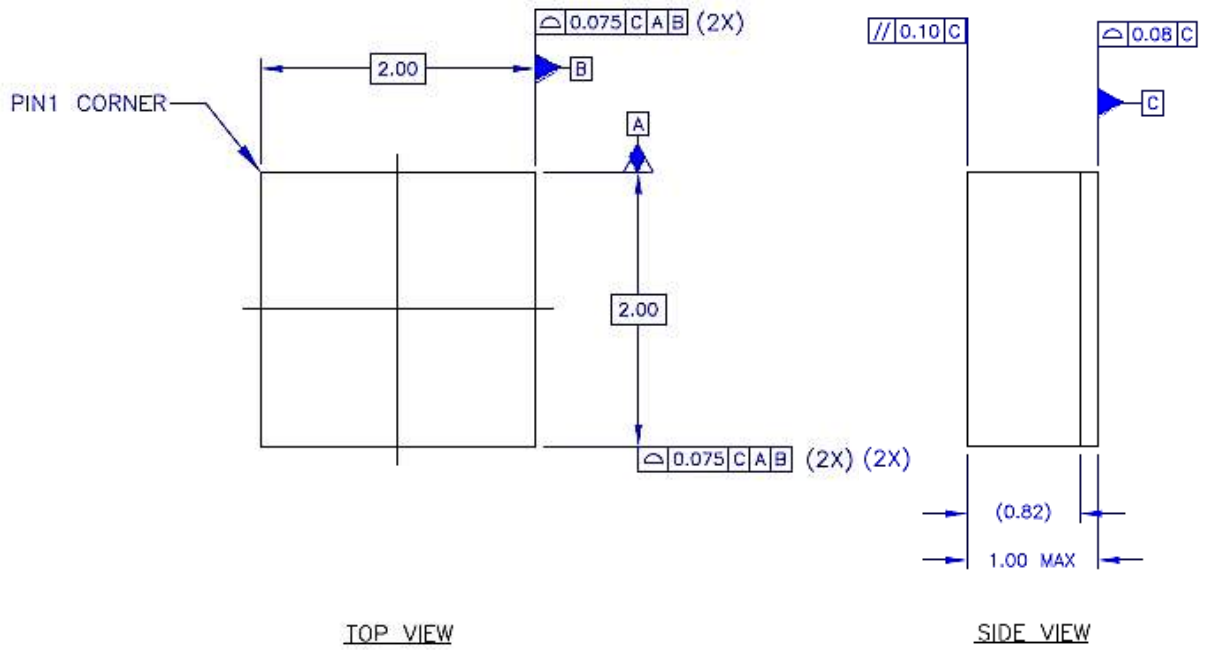 ⌓ 0.075 C A B (2X)
// 0.10 C
⌓ 0.08 C
2.00
B
PIN1 CORNER
A
C
2.00
⌓ 0.075 C A B (2X) (2X)
(0.82)
1.00 MAX
TOP VIEW
SIDE VIEW